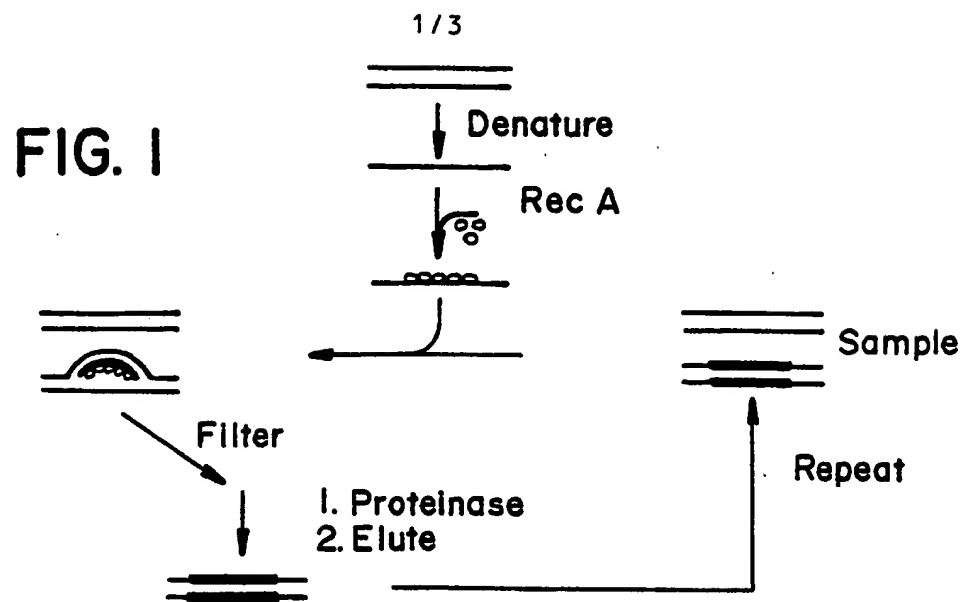 1/3
FIG. 1
Denature
Rec A
Sample
Filter
Repeat
1. Proteinase
2. Elute